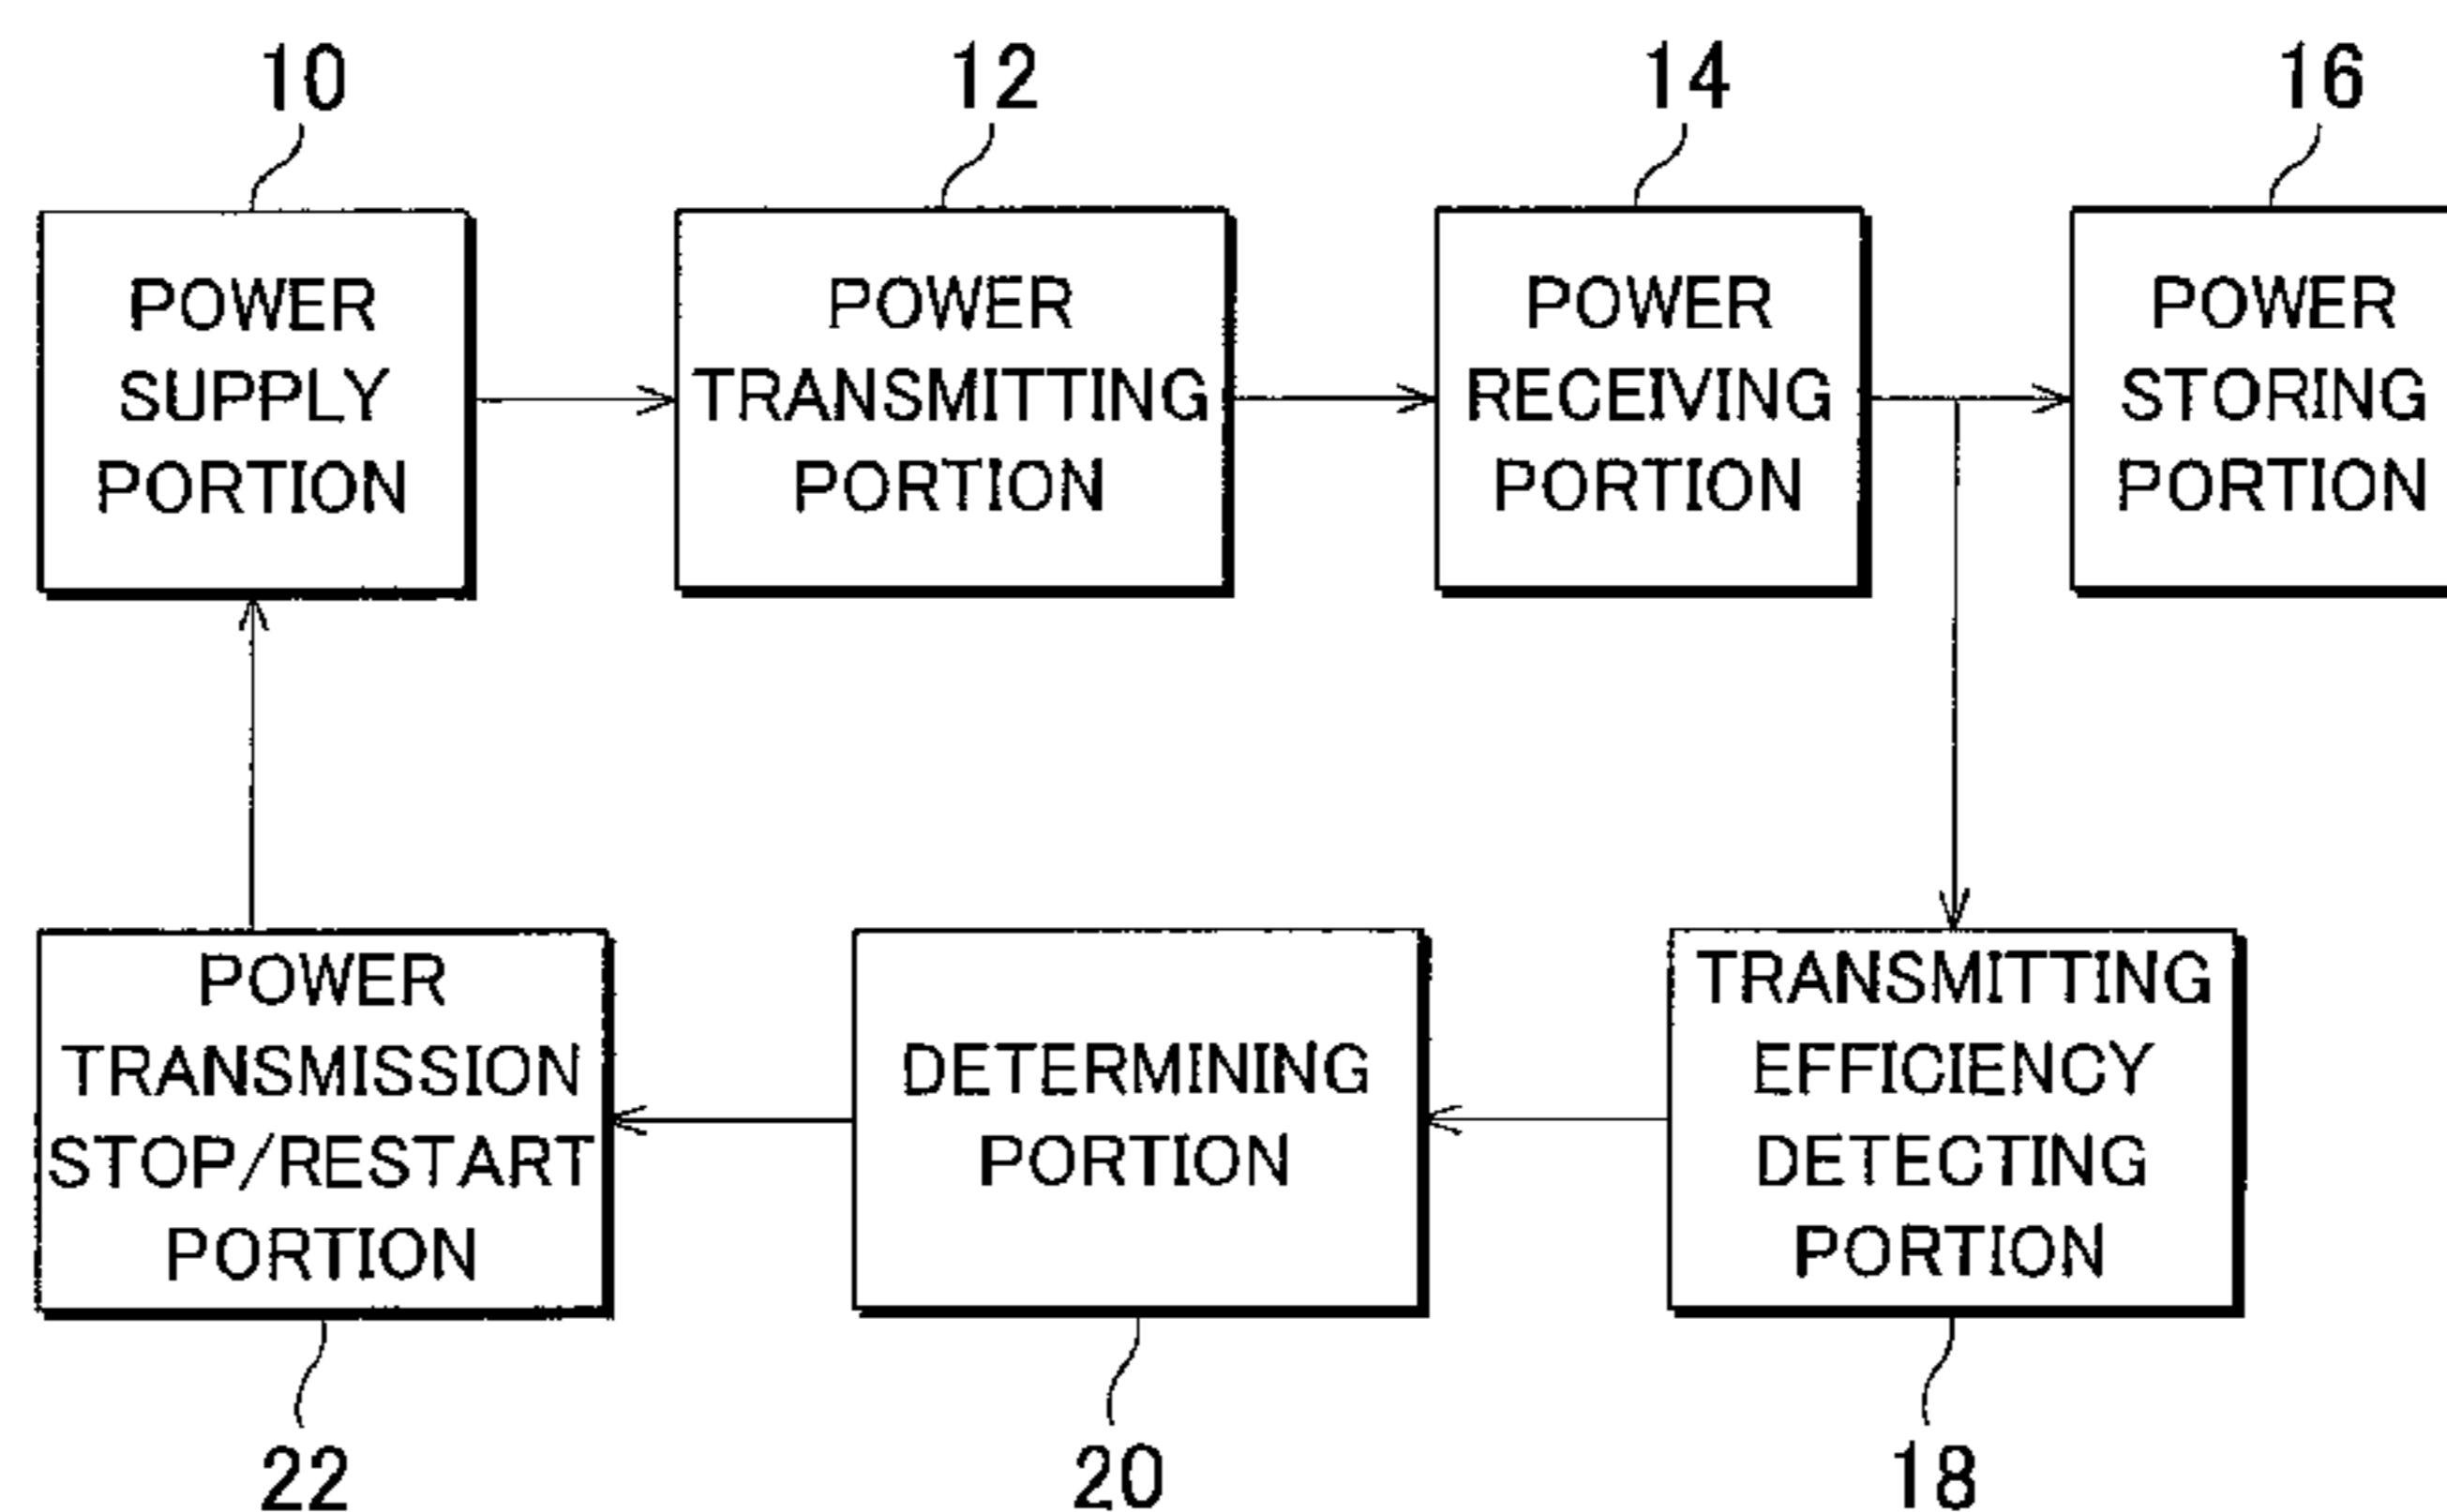 10
12
14
16
POWER
SUPPLY
PORTION
POWER
TRANSMITTING
PORTION
POWER
RECEIVING
PORTION
POWER
STORING
PORTION
POWER
TRANSMISSION
STOP/RESTART
PORTION
DETERMINING
PORTION
TRANSMITTING
EFFICIENCY
DETECTING
PORTION
22
20
18